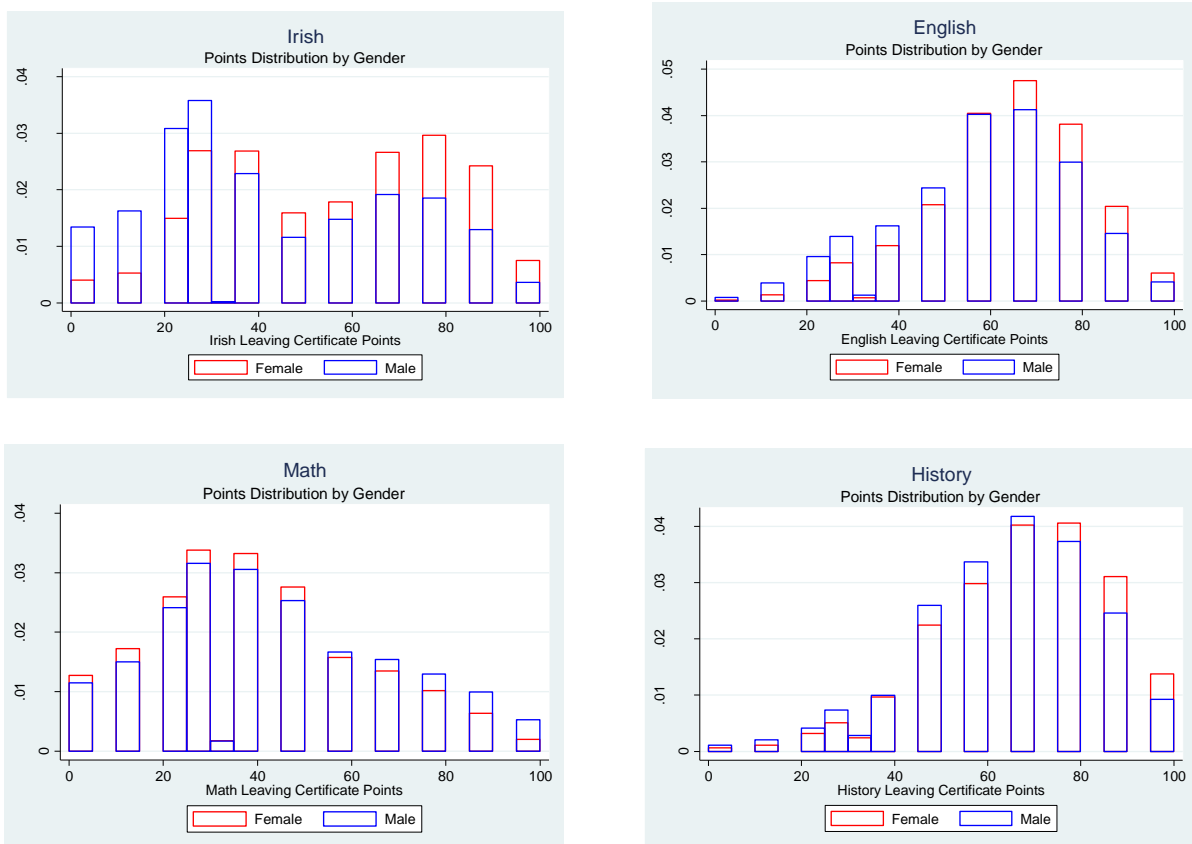 Irish
Points Distribution by Gender
.04
.03
.02
.01
0
0 20 40 60 80 100
Irish Leaving Certificate Points
Female Male
English
Points Distribution by Gender
.05
.04
.03
.02
.01
0
0 20 40 60 80 100
English Leaving Certificate Points
Female Male
Math
Points Distribution by Gender
.04
.03
.02
.01
0
0 20 40 60 80 100
Math Leaving Certificate Points
Female Male
History
Points Distribution by Gender
.04
.03
.02
.01
0
0 20 40 60 80 100
History Leaving Certificate Points
Female Male